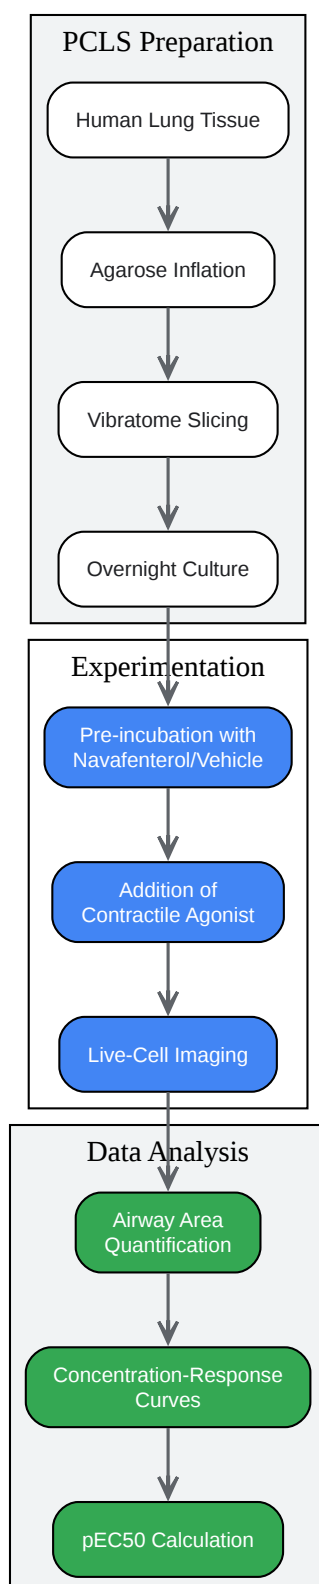 PCLS Preparation
Human Lung Tissue
Agarose Inflation
Vibratome Slicing
Overnight Culture
Experimentation
Pre-incubation with
Navafenterol/Vehicle
Addition of
Contractile Agonist
Live-Cell Imaging
Data Analysis
Airway Area
Quantification
Concentration-Response
Curves
pEC50 Calculation